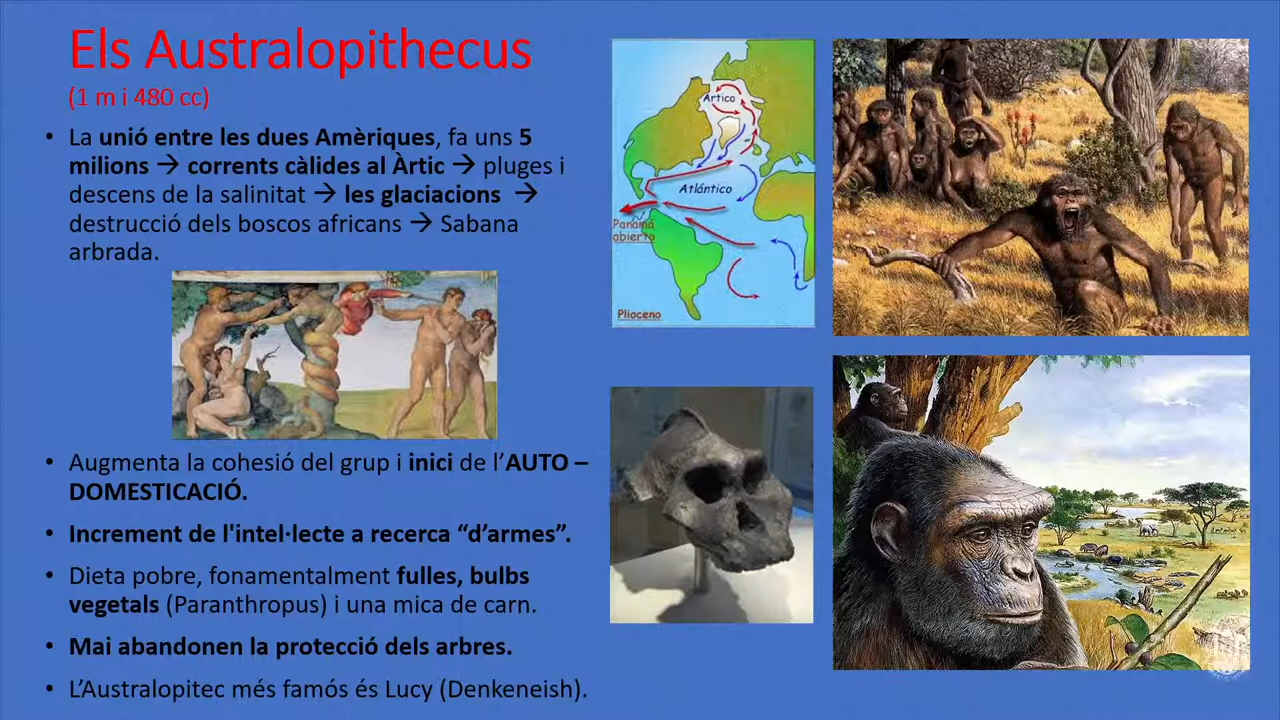 Els Australopithecus
(1 m i 480 cc)
• La unió entre les dues Amèriques, fa uns 5
milions → corrents càlides al Àrtic → pluges i
descens de la salinitat → les glaciacions →
destrucció dels boscos africans → Sabana
arbrada.
• Augmenta la cohesió del grup i inici de l’AUTO –
DOMESTICACIÓ.
• Increment de l'intel·lecte a recerca “d’armes”.
• Dieta pobre, fonamentalment fulles, bulbs
vegetals (Paranthropus) i una mica de carn.
• Mai abandonen la protecció dels arbres.
• L’Australopitec més famós és Lucy (Denkeneish).
Artico
Atlántico
Panamá
abierto
Plioceno